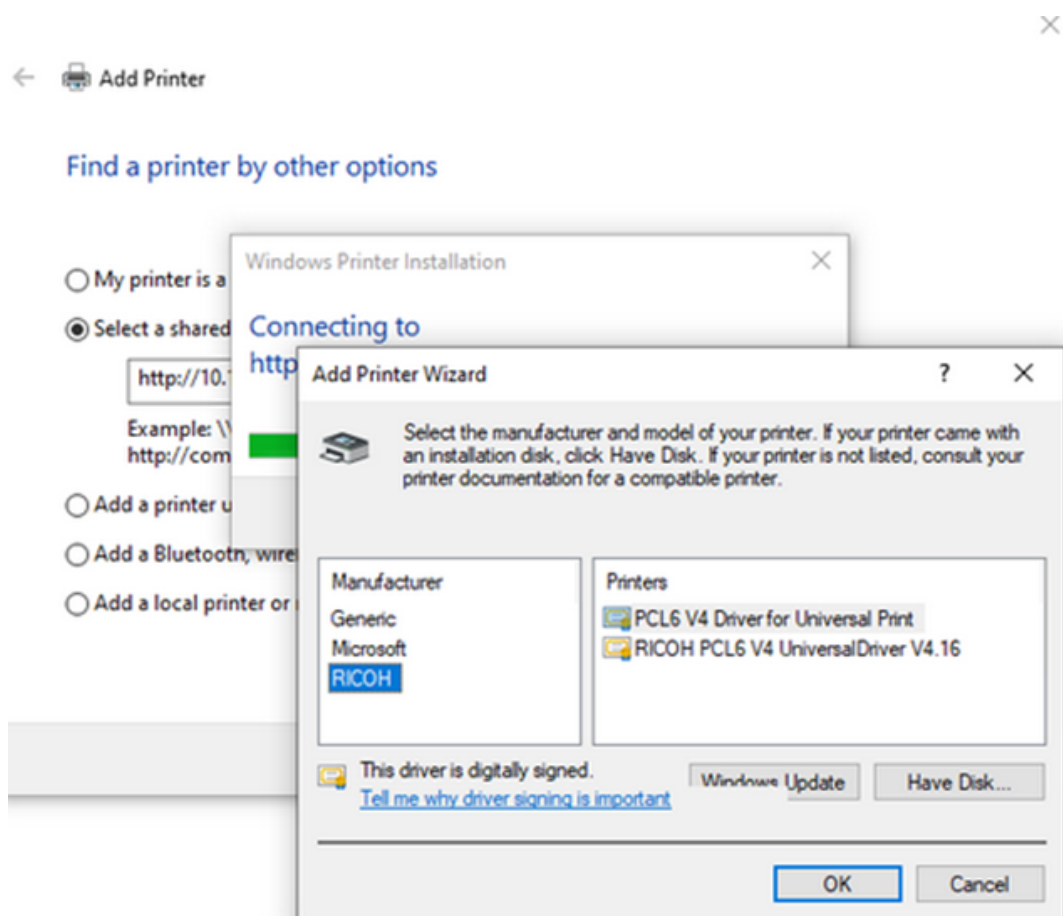 Add Printer
Find a printer by other options
My printer is a
Select a shared
http://10.
Example: \\
http://com
Add a printer u
Add a Bluetooth, wire
Add a local printer or
Windows Printer Installation
Connecting to
http
Add Printer Wizard
?
Select the manufacturer and model of your printer. If your printer came with
an installation disk, click Have Disk. If your printer is not listed, consult your
printer documentation for a compatible printer.
Manufacturer
Generic
Microsoft
RICOH
Printers
PCL6 V4 Driver for Universal Print
RICOH PCL6 V4 UniversalDriver V4.16
This driver is digitally signed.
Tell me why driver signing is important
Windows Update
Have Disk...
OK
Cancel